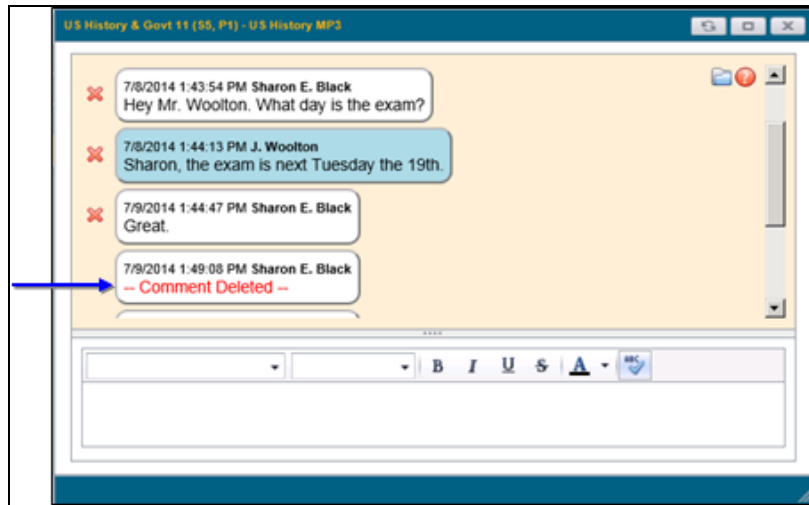 US History & Govt 11 (S5, P1) - US History MP3
7/8/2014 1:43:54 PM Sharon E. Black
Hey Mr. Woolton. What day is the exam?
7/8/2014 1:44:13 PM J. Woolton
Sharon, the exam is next Tuesday the 19th.
7/9/2014 1:44:47 PM Sharon E. Black
Great.
7/9/2014 1:49:08 PM Sharon E. Black
-- Comment Deleted --
B I U S A ABC